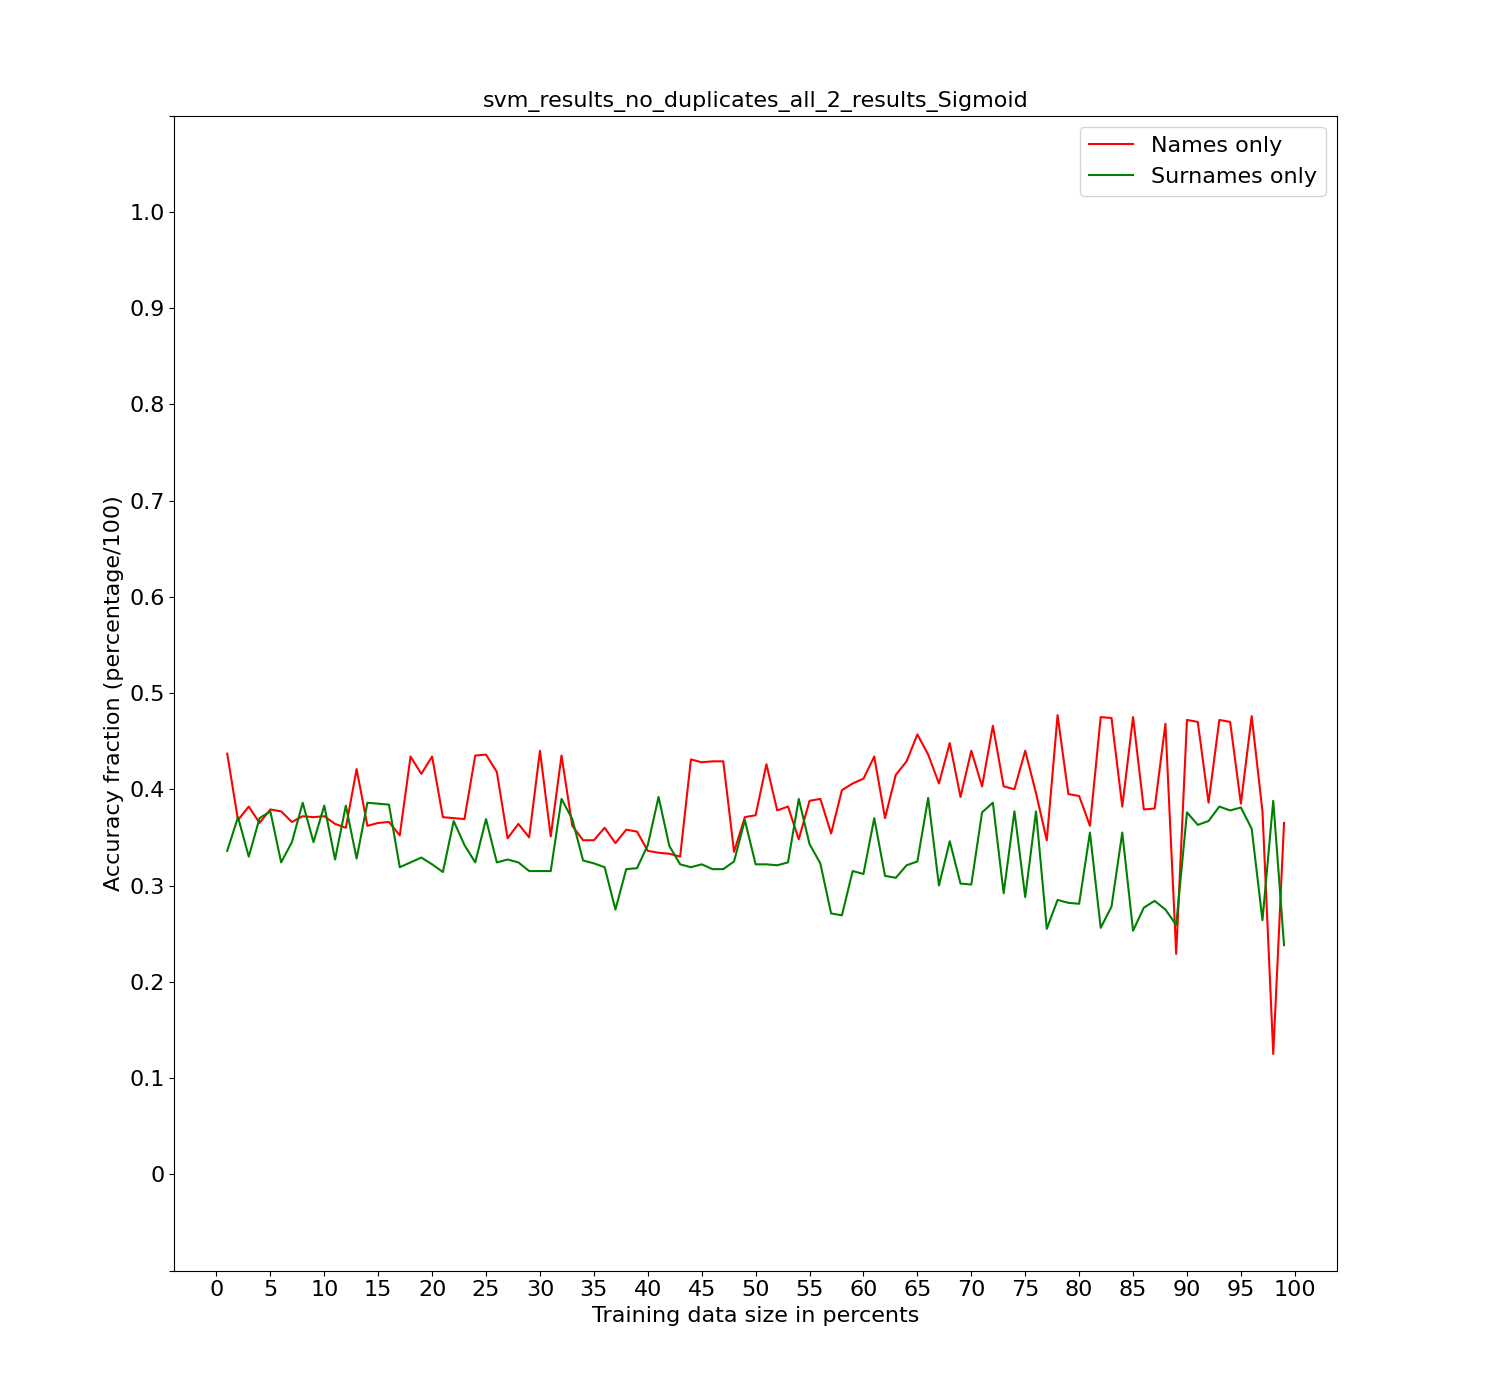 svm_results_no_duplicates_all_2_results_Sigmoid
Names only
Surnames only
1.0
0.9
0.8
0.7
0.6
0.5
0.4
0.3
0.2
0.1
0
Accuracy fraction (percentage/100)
0 5 10 15 20 25 30 35 40 45 50 55 60 65 70 75 80 85 90 95 100
Training data size in percents